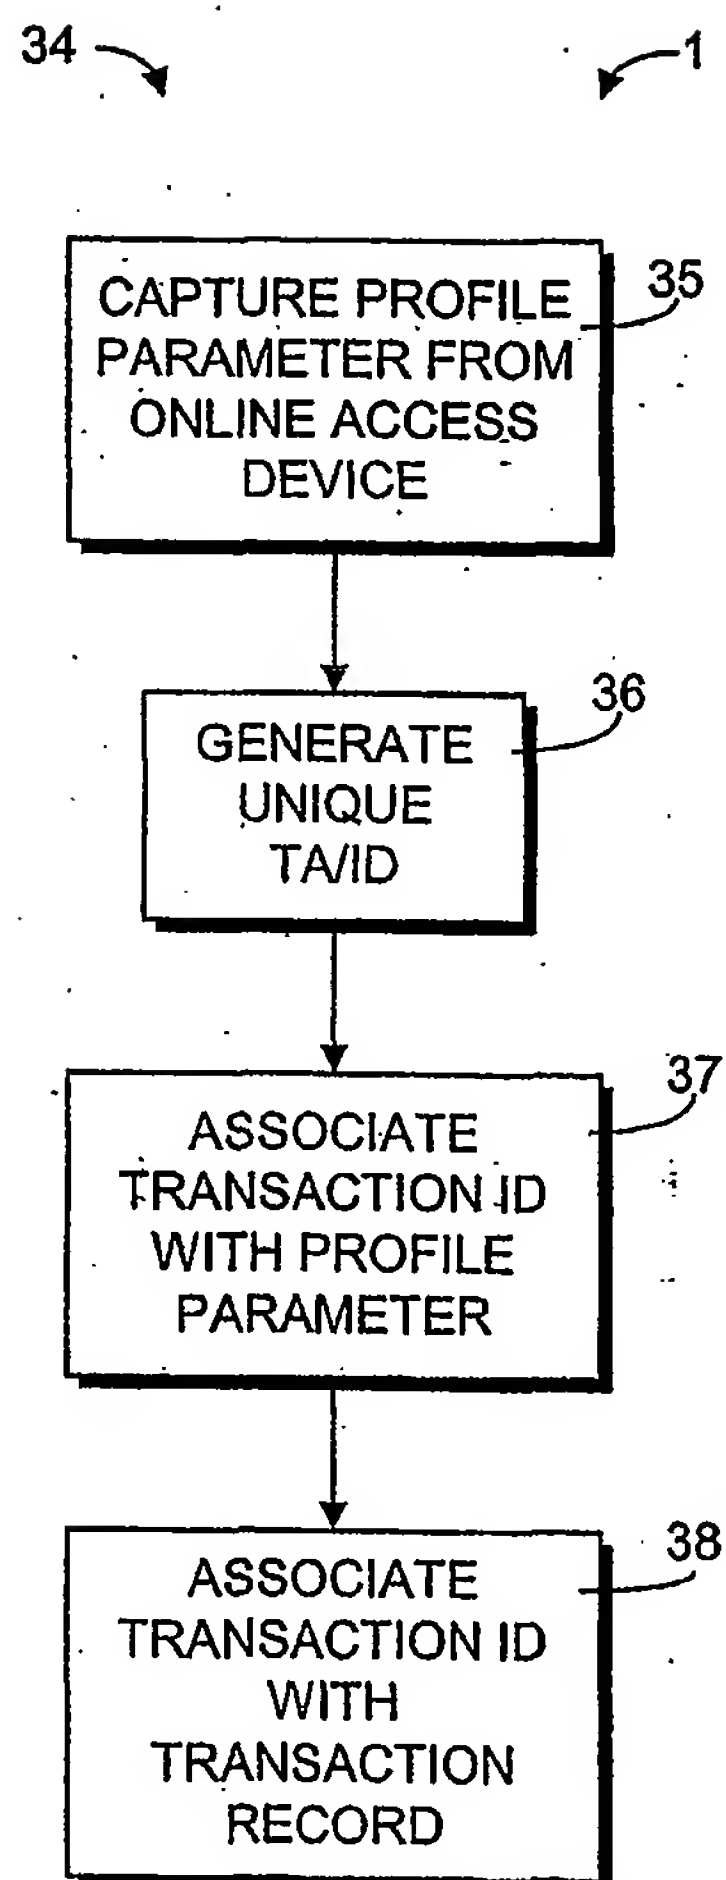 34
1
CAPTURE PROFILE
PARAMETER FROM
ONLINE ACCESS
DEVICE
35
GENERATE
UNIQUE
TA/ID
36
ASSOCIATE
TRANSACTION ID
WITH PROFILE
PARAMETER
37
ASSOCIATE
TRANSACTION ID
WITH
TRANSACTION
RECORD
38